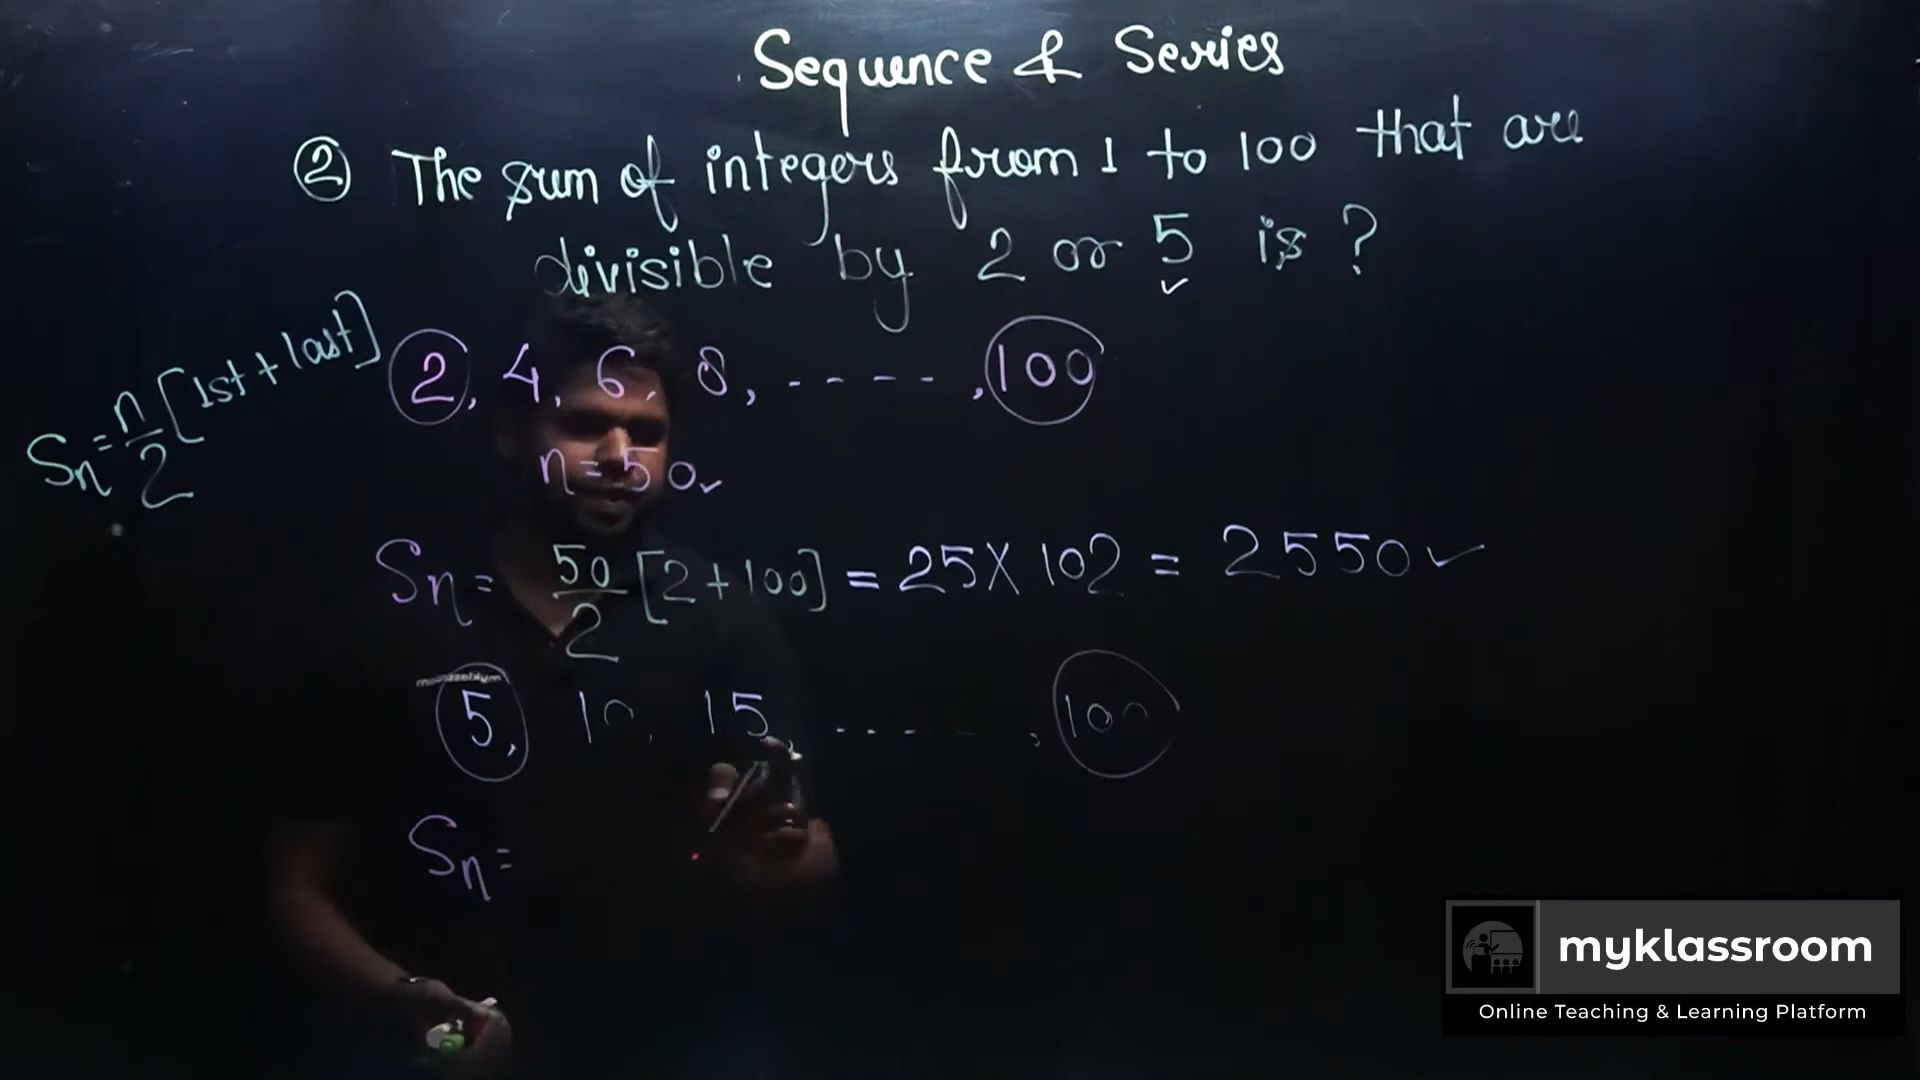 Sequence & Series
② The sum of integers from 1 to 100 that are
divisible by 2 or 5 is ?
Sn = n/2 [1st + last]
2, 4, 6, 8, - - - - , 100
n = 50
Sn = 50/2 [2 + 100] = 25 X 102 = 2550
5, 10, 15, - - - - - , 100
Sn =
myklassroom
Online Teaching & Learning Platform